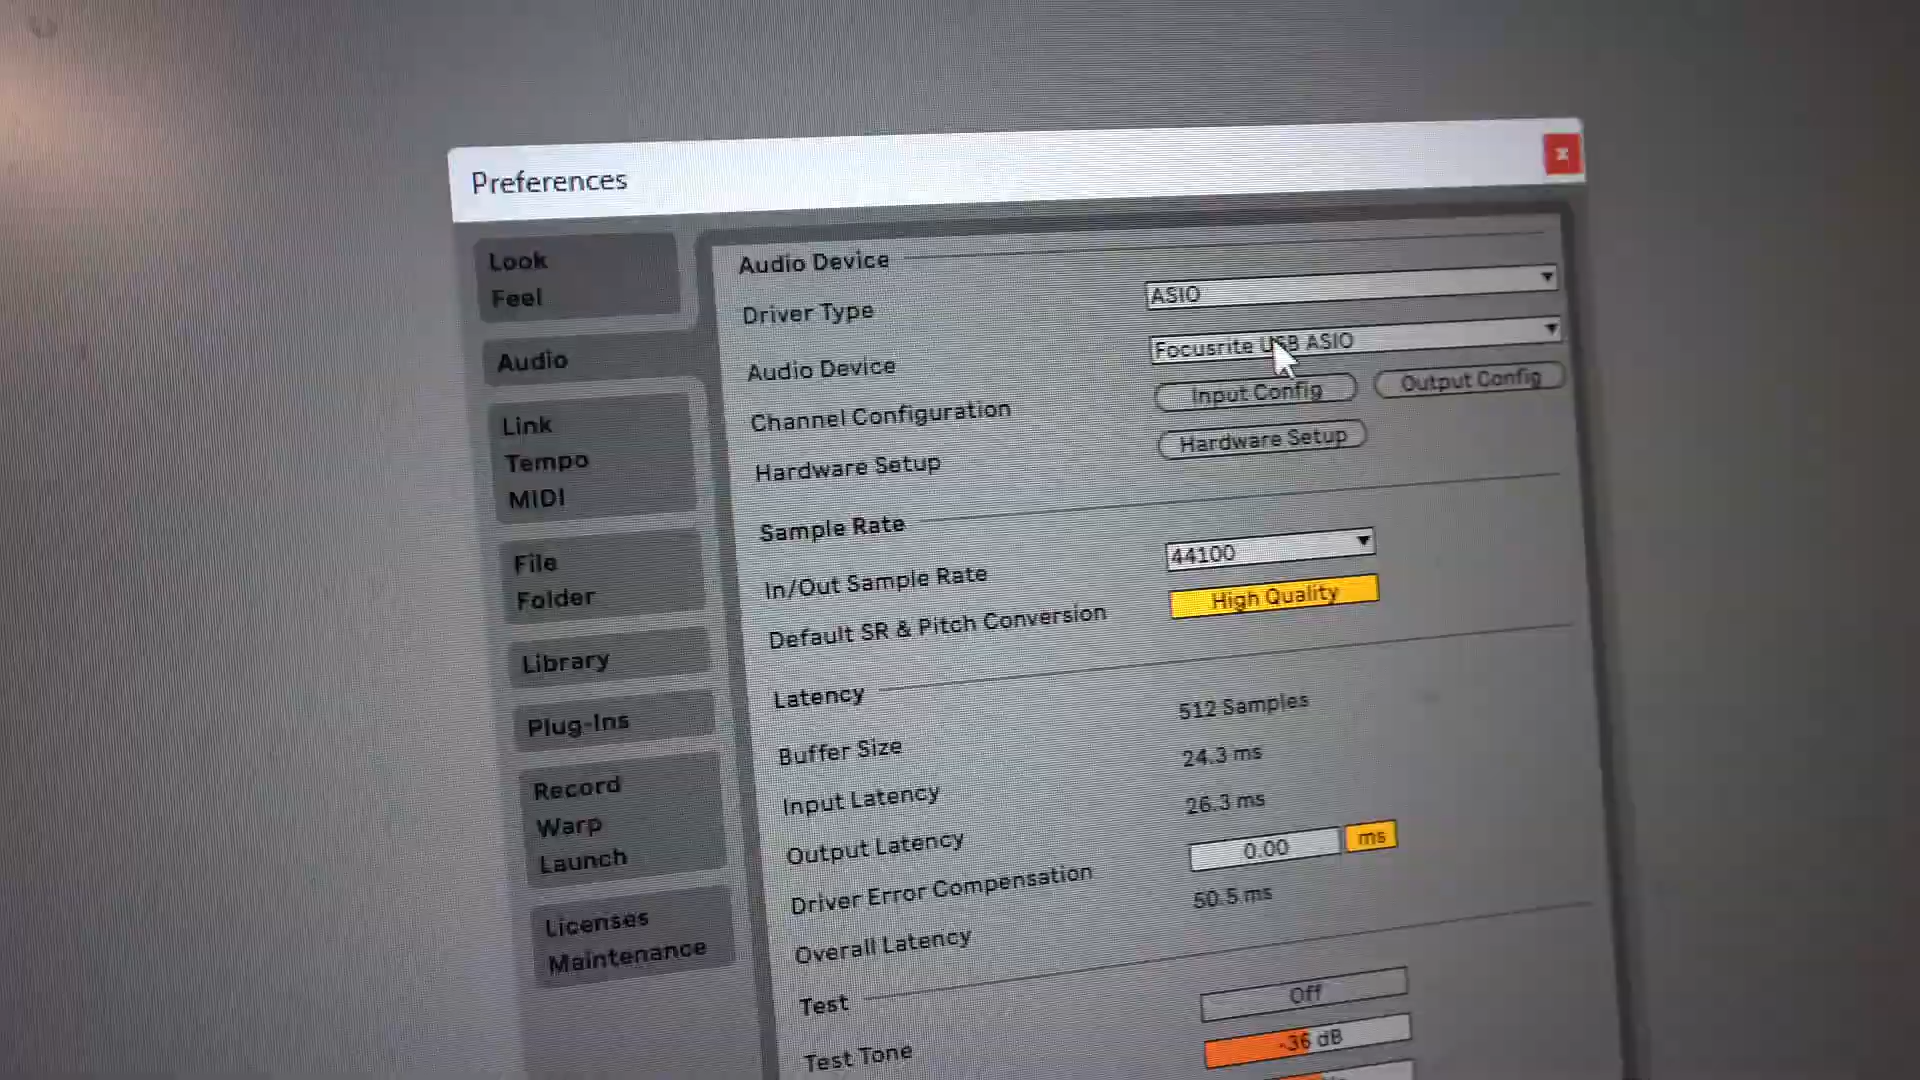 Preferences
x
Look
Feel
Audio
Link
Tempo
MIDI
File
Folder
Library
Plug-Ins
Record
Warp
Launch
Licenses
Maintenance
Audio Device
Driver Type ASIO
Audio Device Focusrite USB ASIO
Channel Configuration Input Config Output Config
Hardware Setup Hardware Setup
Sample Rate
In/Out Sample Rate 44100
Default SR & Pitch Conversion High Quality
Latency
Buffer Size 512 Samples
Input Latency 24.3 ms
Output Latency 26.3 ms
Driver Error Compensation 0.00 ms
Overall Latency 50.5 ms
Test
Test Tone Off
-36 dB